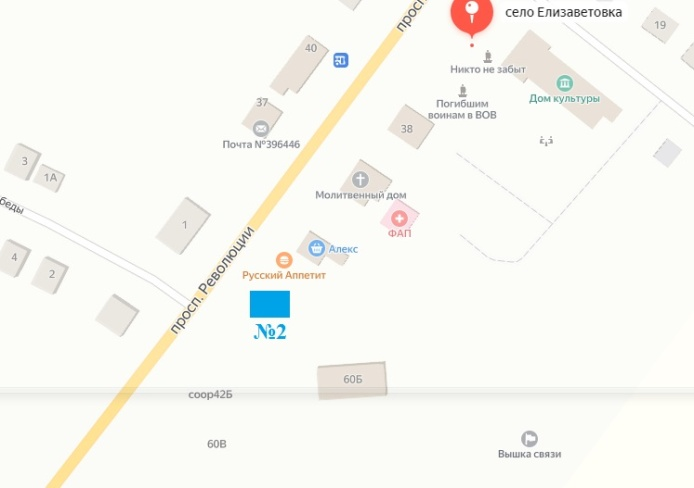 просп.
село Елизаветовка
19
40
Никто не забыт
Дом культуры
37
Погибшим
воинам в ВОВ
38
Почта №396446
3
1А
Молитвенный дом
беды
1
ФАП
Алекс
4
2
Русский Аппетит
просп. Революции
№2
60Б
соор42Б
60В
Вышка связи